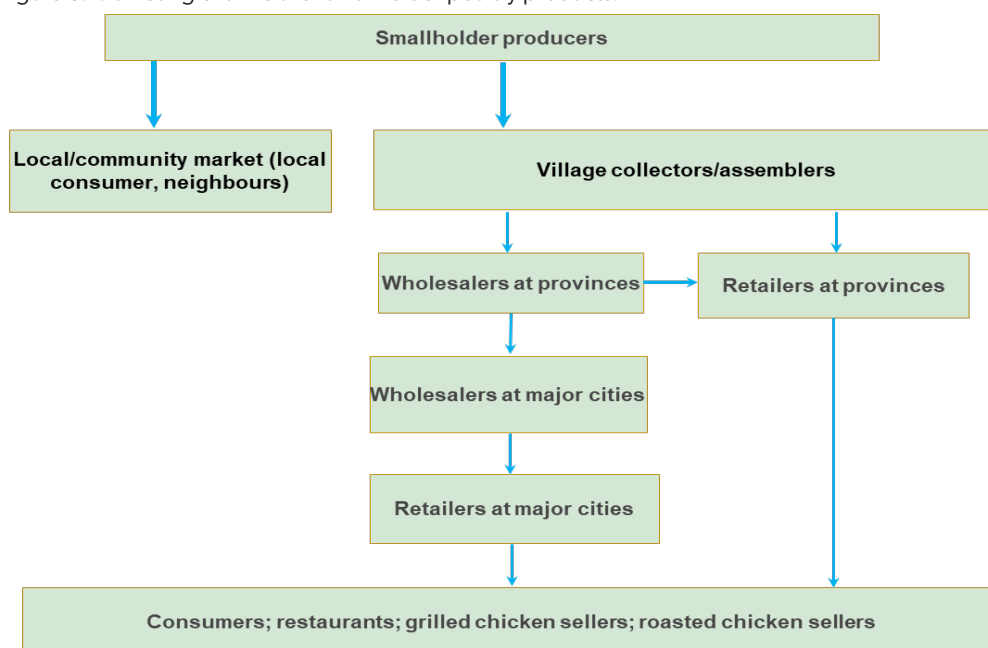 Smallholder producers
Local/community market (local
consumer, neighbours)
Village collectors/assemblers
Wholesalers at provinces
Retailers at provinces
Wholesalers at major cities
Retailers at major cities
Consumers; restaurants; grilled chicken sellers; roasted chicken sellers